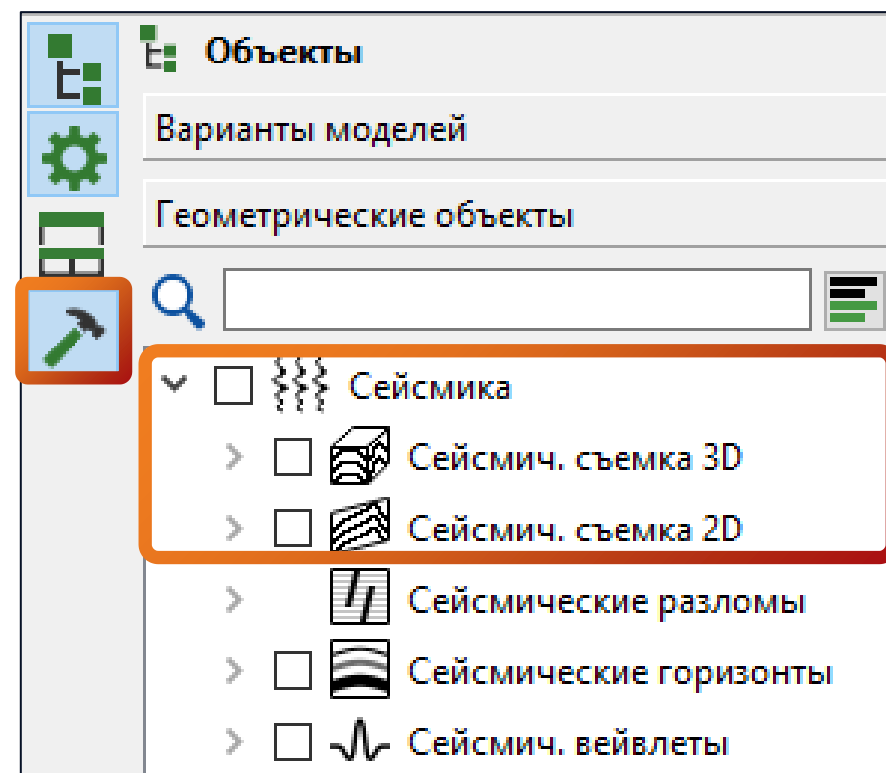 Объекты
Варианты моделей
Геометрические объекты
Сейсмика
Сейсмич. съемка 3D
Сейсмич. съемка 2D
Сейсмические разломы
Сейсмические горизонты
Сейсмич. вейвлеты